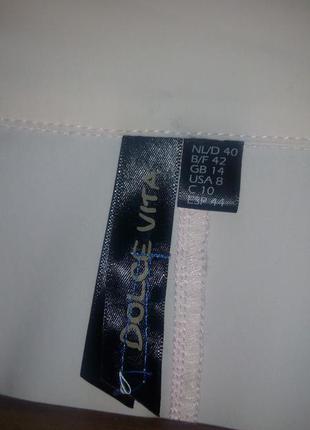 DOLCE VITA
NL/D 40
B/F 42
GB 14
USA 8
C 10
ESP 44